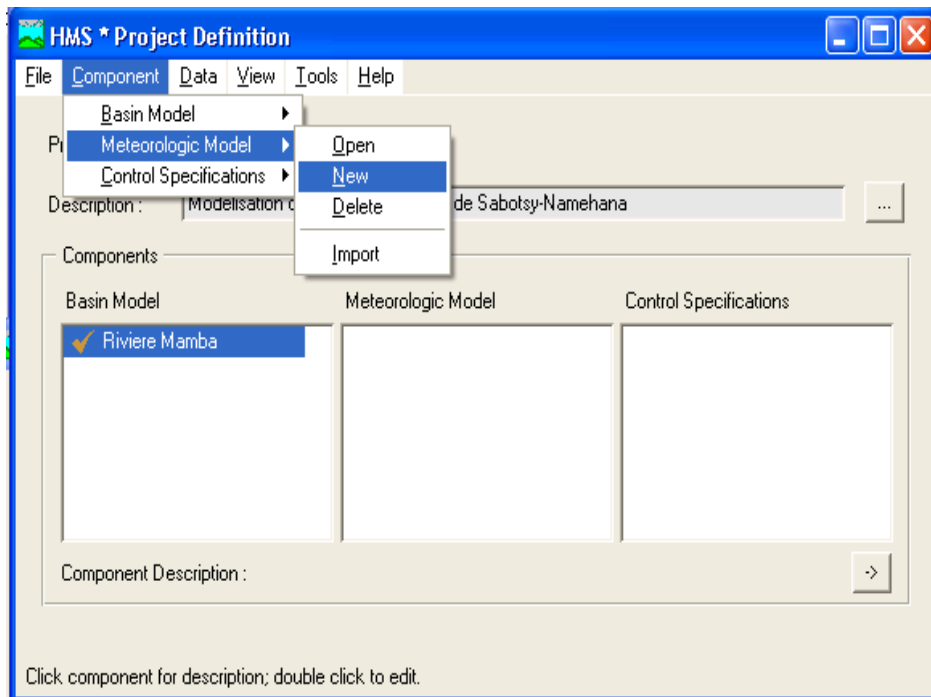 HMS * Project Definition
File Component Data View Tools Help
Basin Model
Meteorologic Model
Control Specifications
Open
New
Delete
Import
Description : Modelisation de Sabotsy-Namehana ...
Components
Basin Model Meteorologic Model Control Specifications
Riviere Mamba
Component Description : ->
Click component for description; double click to edit.